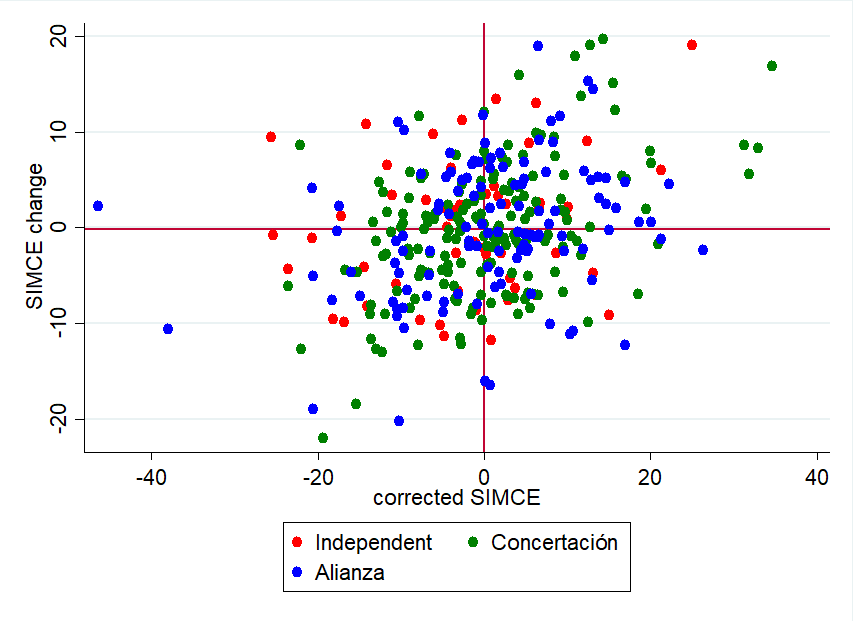 20
10
0
-10
-20
SIMCE change
-40 -20 0 20 40
corrected SIMCE
Independent Concertación
Alianza